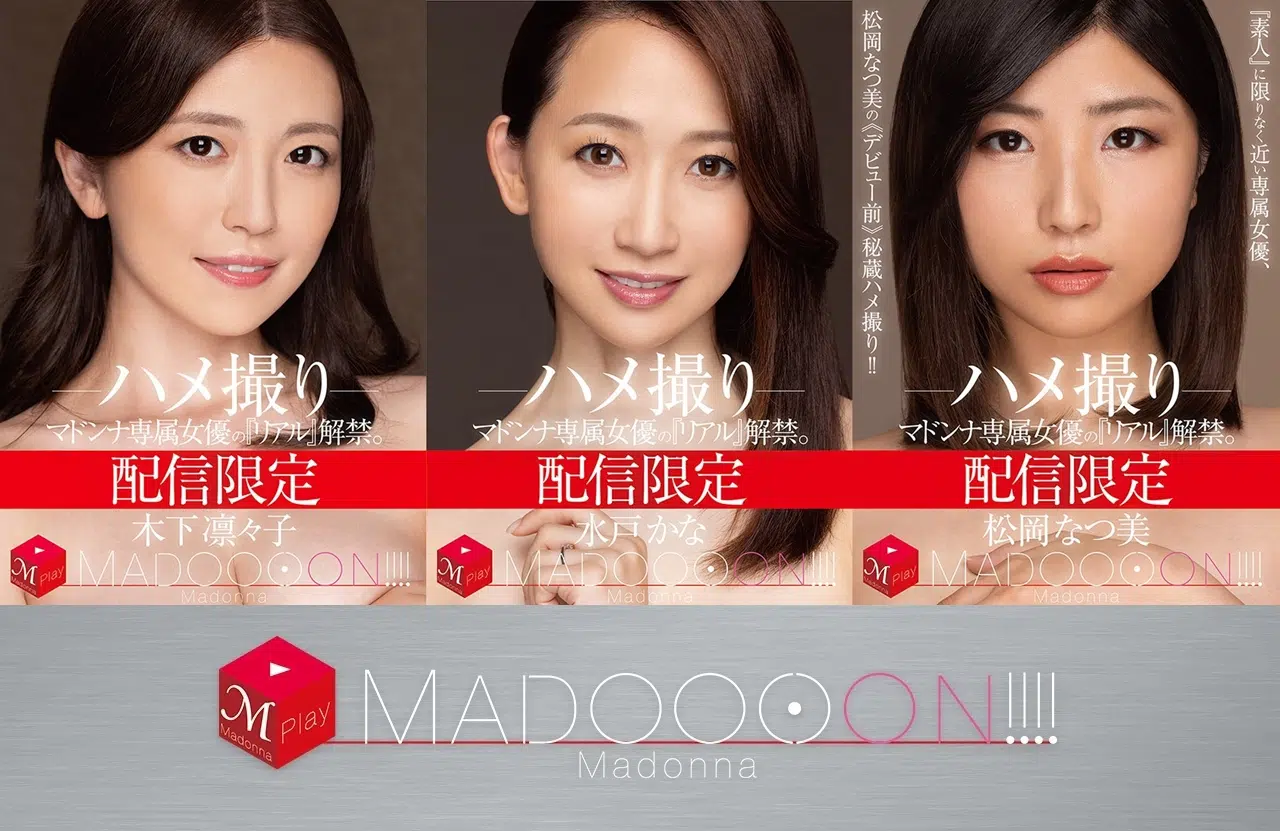 ハメ撮り
マドンナ専属女優の『リアル』解禁。
配信限定
木下凛々子
M Play
Madonna
MADOOOON!!!!
Madonna
ハメ撮り
マドンナ専属女優の『リアル』解禁。
配信限定
水戸かな
M Play
Madonna
MADOOOON!!!!
Madonna
『素人』に限りなく近い専属女優、
松岡なつ美の《デビュー前》秘蔵ハメ撮り!!
ハメ撮り
マドンナ専属女優の『リアル』解禁。
配信限定
松岡なつ美
M Play
Madonna
MADOOOON!!!!
Madonna
M Play
Madonna
MADOOOON!!!!
Madonna